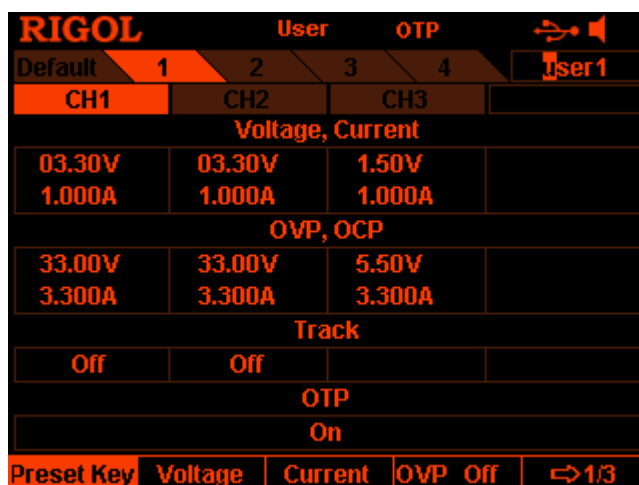 RIGOL User OTP
Default 1 2 3 4 user1
CH1 CH2 CH3
Voltage, Current
03.30V 03.30V 1.50V
1.000A 1.000A 1.000A
OVP, OCP
33.00V 33.00V 5.50V
3.300A 3.300A 3.300A
Track
Off Off
OTP
On
Preset Key Voltage Current OVP Off ⇨1/3